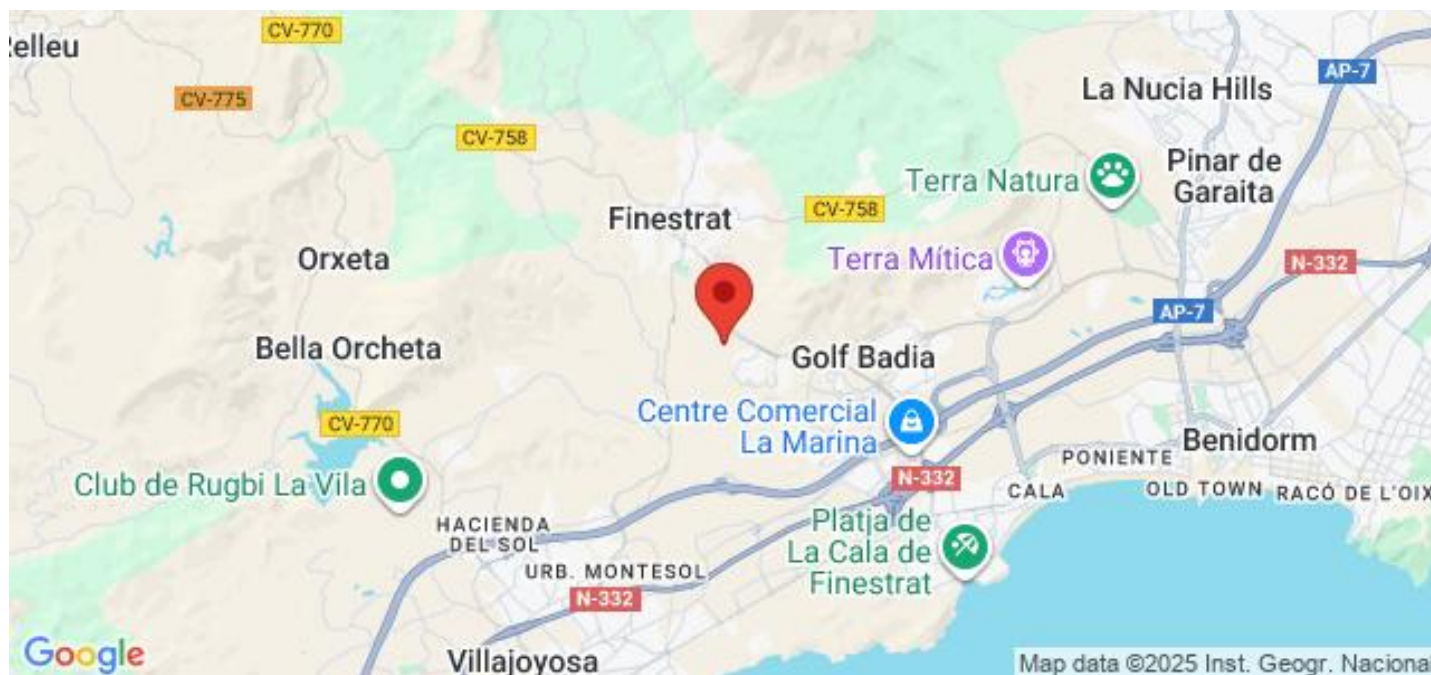 CV-770
elleu
AP-7
La Nucia Hills
CV-775
CV-758
Pinar de
Garaita
Terra Natura
CV-758
Finestrat
Orxeta
Terra Mítica
N-332
AP-7
Bella Orcheta
Golf Badia
Centre Comercial
La Marina
CV-770
Benidorm
PONIENTE
N-332
Club de Rugbi La Vila
CALA
OLD TOWN
RACÓ DE L'OIX
HACIENDA
DEL SOL
Platja de
La Cala de
Finestrat
URB. MONTESOL
N-332
Google
Villajoyosa
Map data ©2025 Inst. Geogr. Nacional